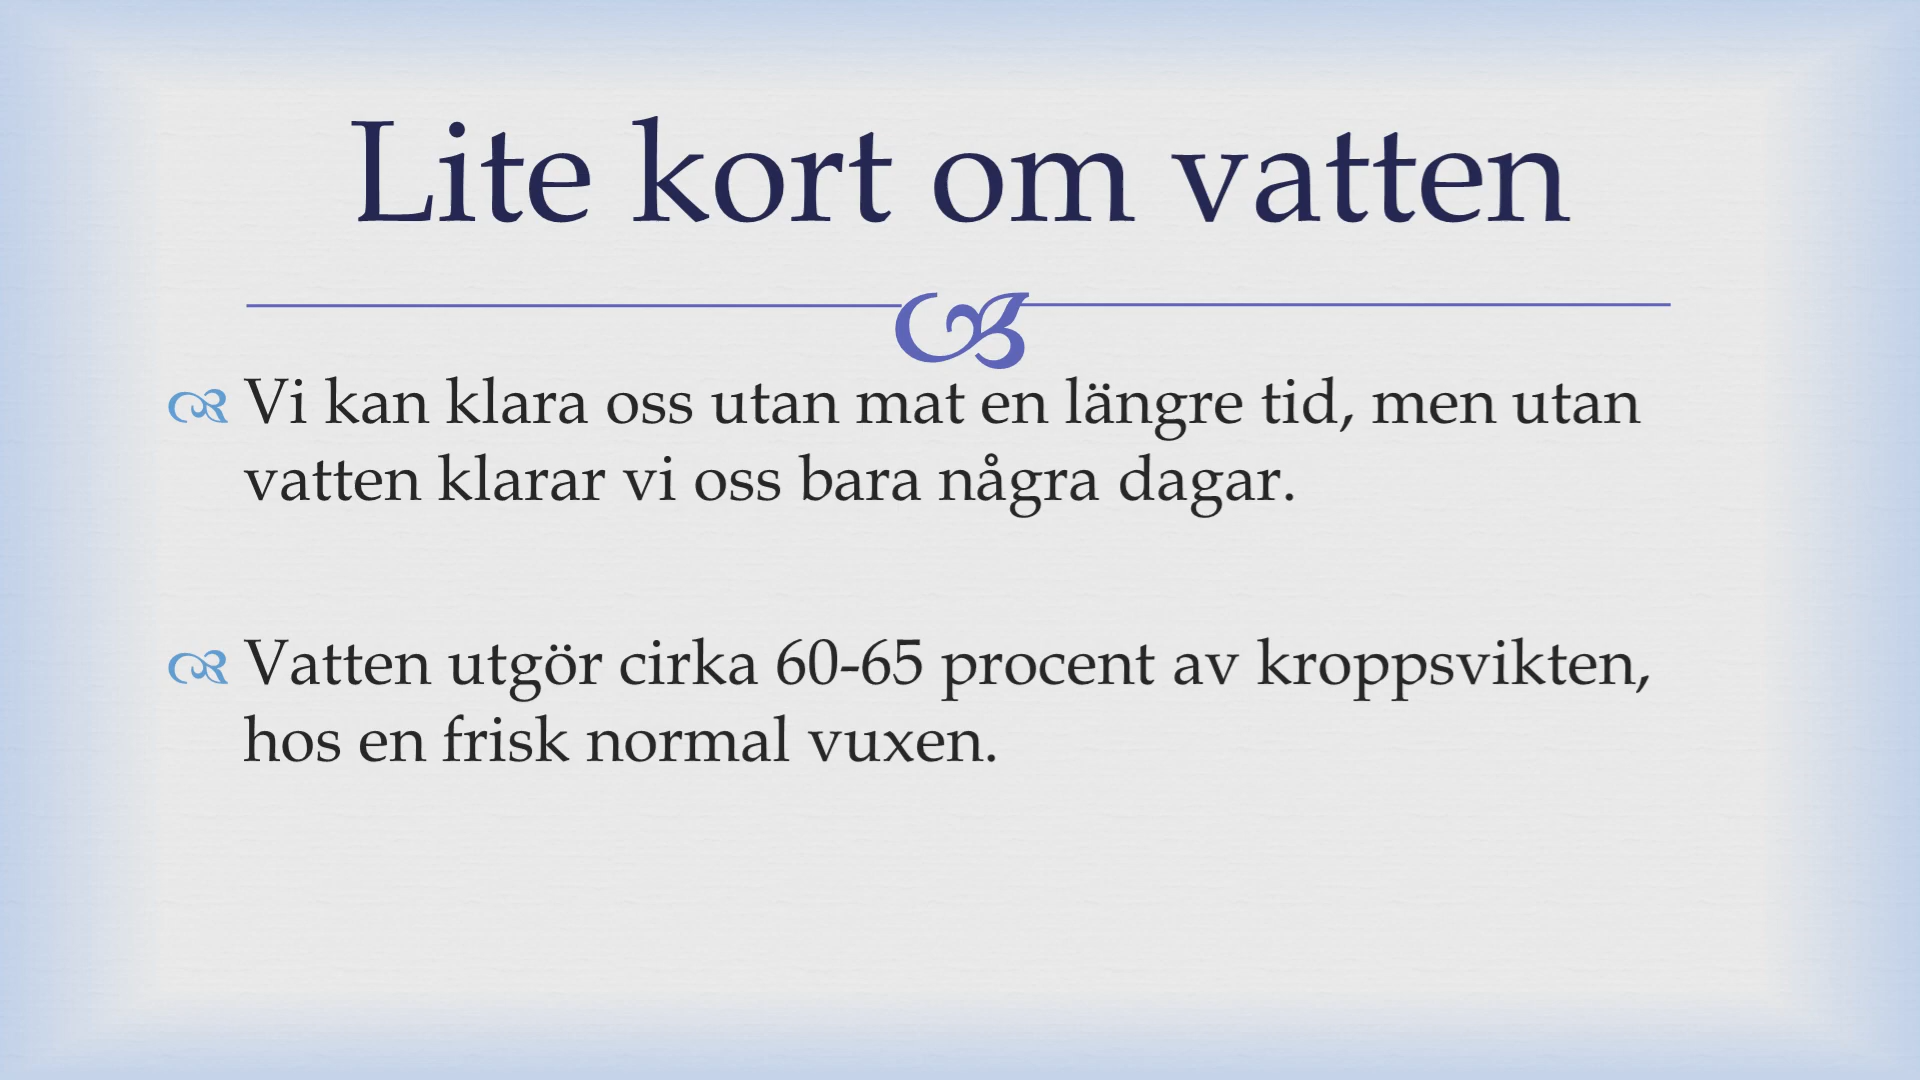 Lite kort om vatten
Vi kan klara oss utan mat en längre tid, men utan
vatten klarar vi oss bara några dagar.
Vatten utgör cirka 60-65 procent av kroppsvikten,
hos en frisk normal vuxen.